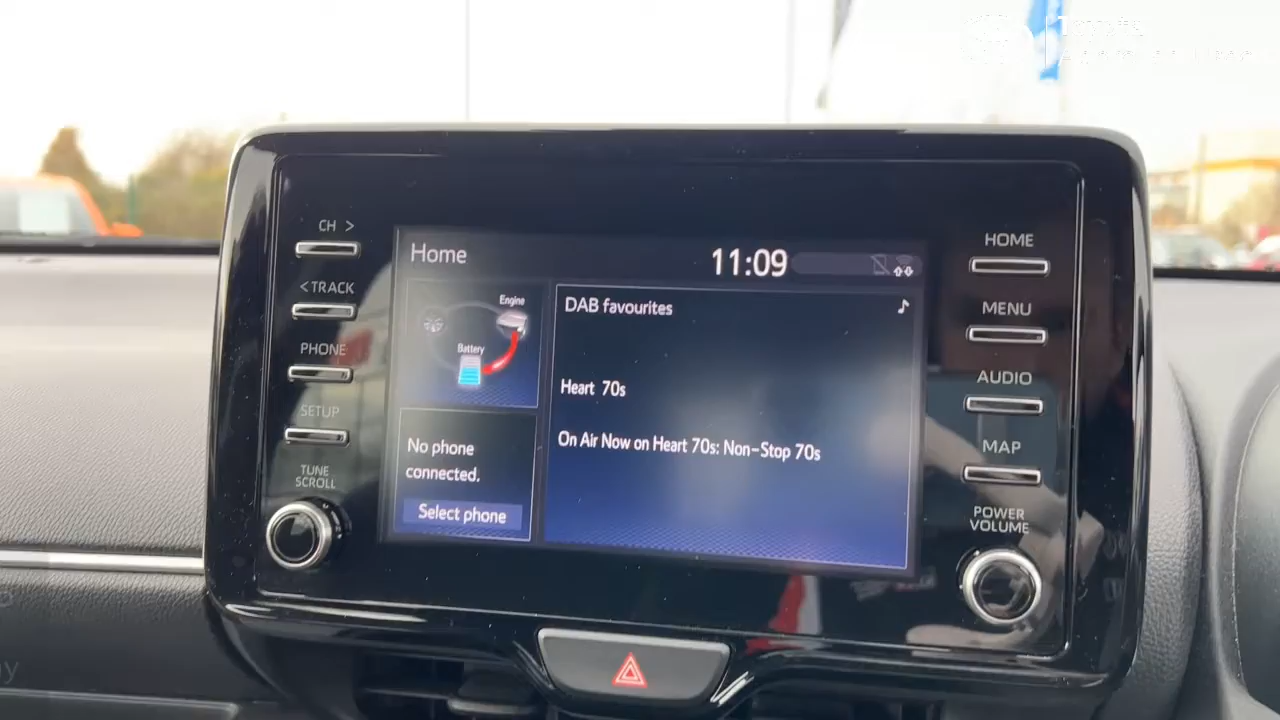 Toyota
CH >
< TRACK
PHONE
SETUP
TUNE
SCROLL
Home
11:09
Engine
Battery
No phone
connected.
Select phone
DAB favourites
Heart 70s
On Air Now on Heart 70s: Non-Stop 70s
HOME
MENU
AUDIO
MAP
POWER
VOLUME